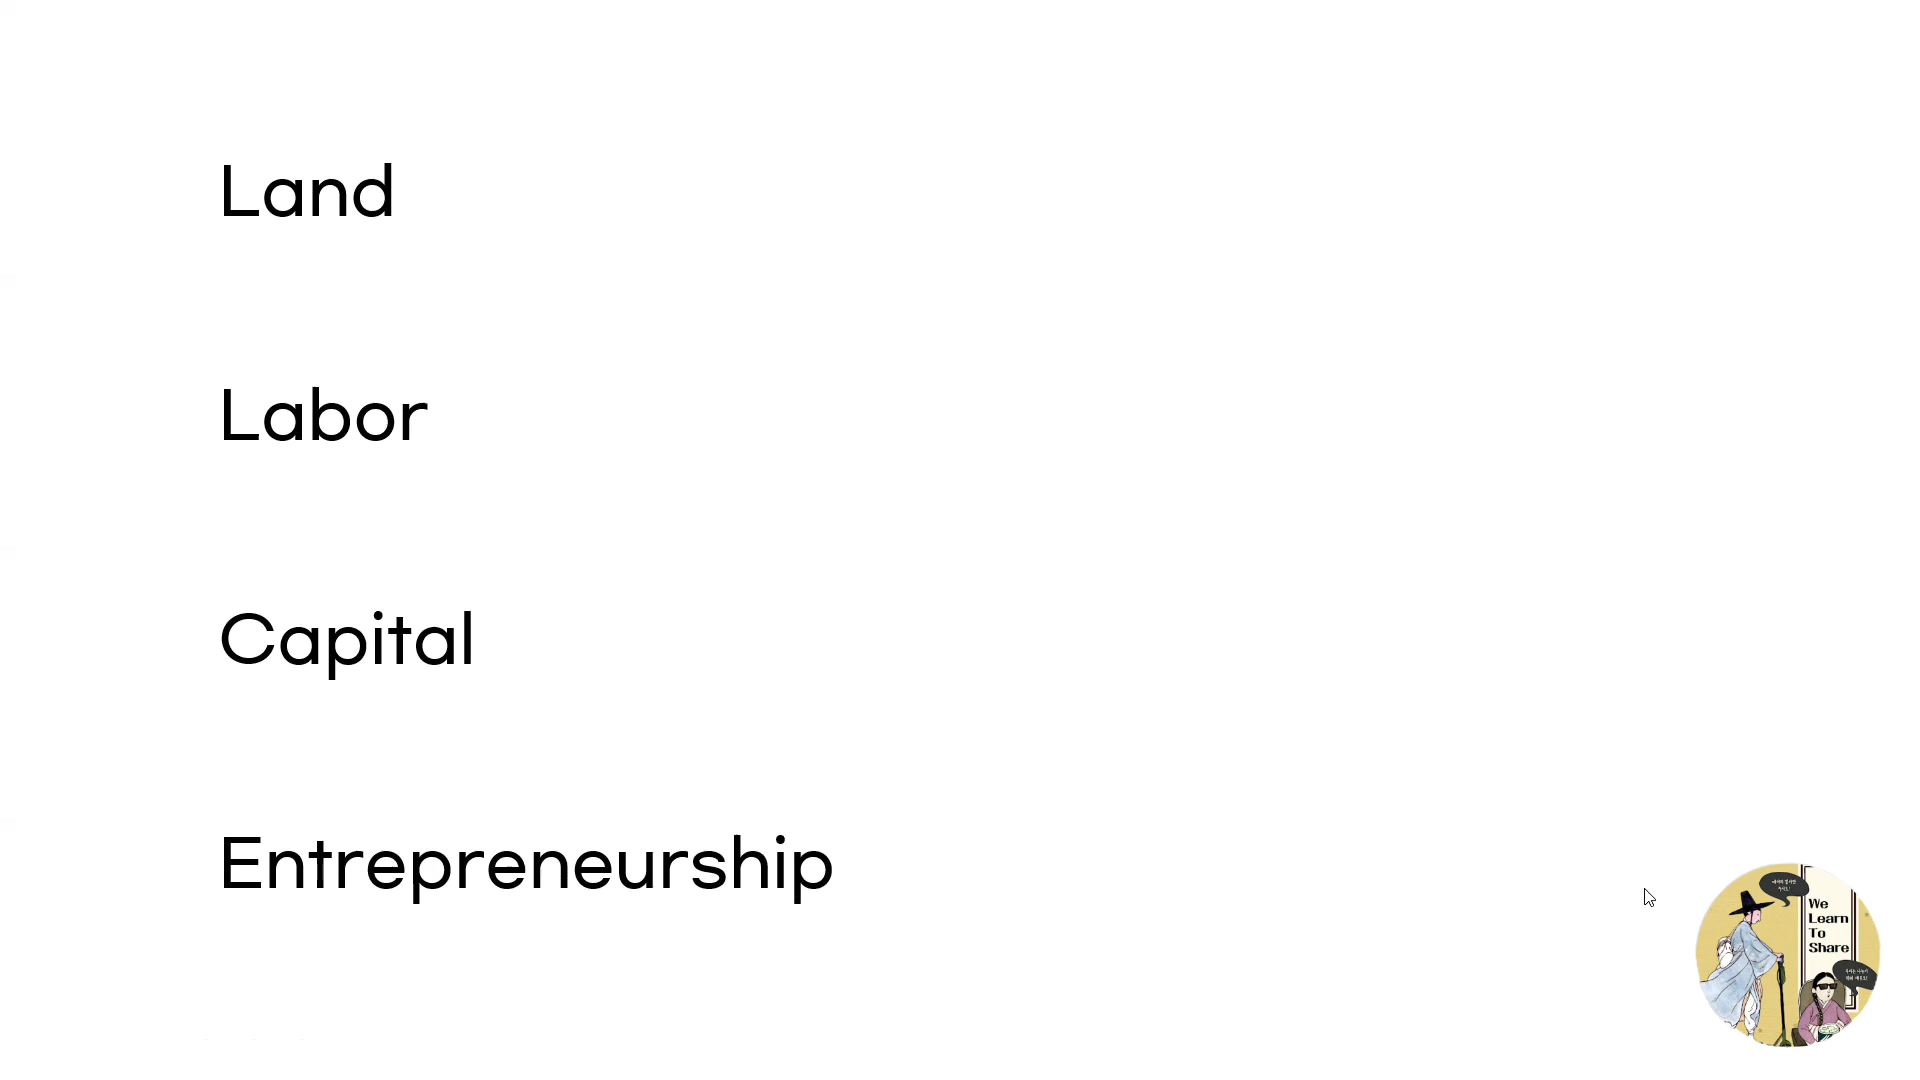 Land
Labor
Capital
Entrepreneurship
We
Learn
To
Share